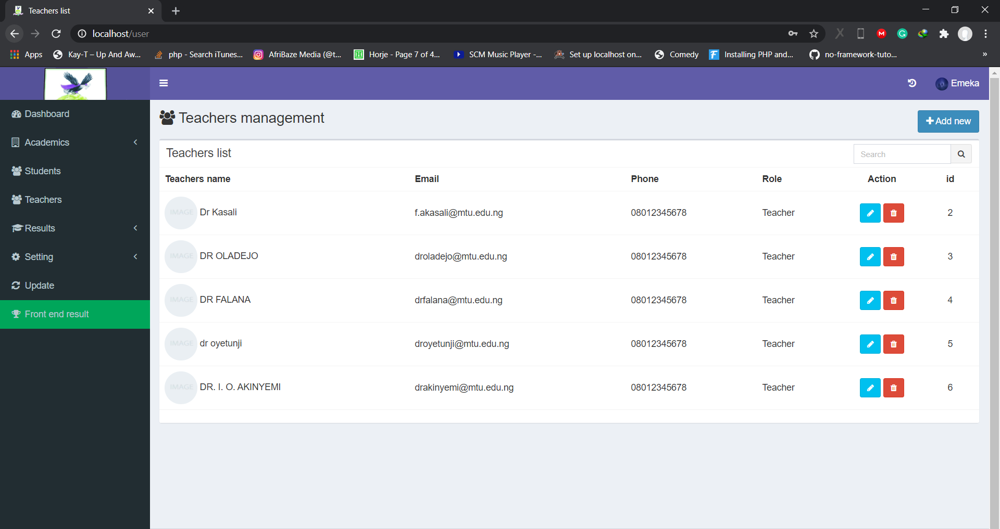 Teachers list
localhost/user
Apps
Kay-T – Up And Aw...
php - Search iTunes...
AfriBaze Media (@t...
Horje - Page 7 of 4...
SCM Music Player -...
Set up localhost on...
Comedy
Installing PHP and...
no-framework-tuto...
»
Emeka
Dashboard
Academics
Students
Teachers
Results
Setting
Update
Front end result
Teachers management
Add new
Teachers list
Search
Teachers name Email Phone Role Action id
IMAGE Dr Kasali f.akasali@mtu.edu.ng 08012345678 Teacher 2
IMAGE DR OLADEJO droladejo@mtu.edu.ng 08012345678 Teacher 3
IMAGE DR FALANA drfalana@mtu.edu.ng 08012345678 Teacher 4
IMAGE dr oyetunji droyetunji@mtu.edu.ng 08012345678 Teacher 5
IMAGE DR. I. O. AKINYEMI drakinyemi@mtu.edu.ng 08012345678 Teacher 6